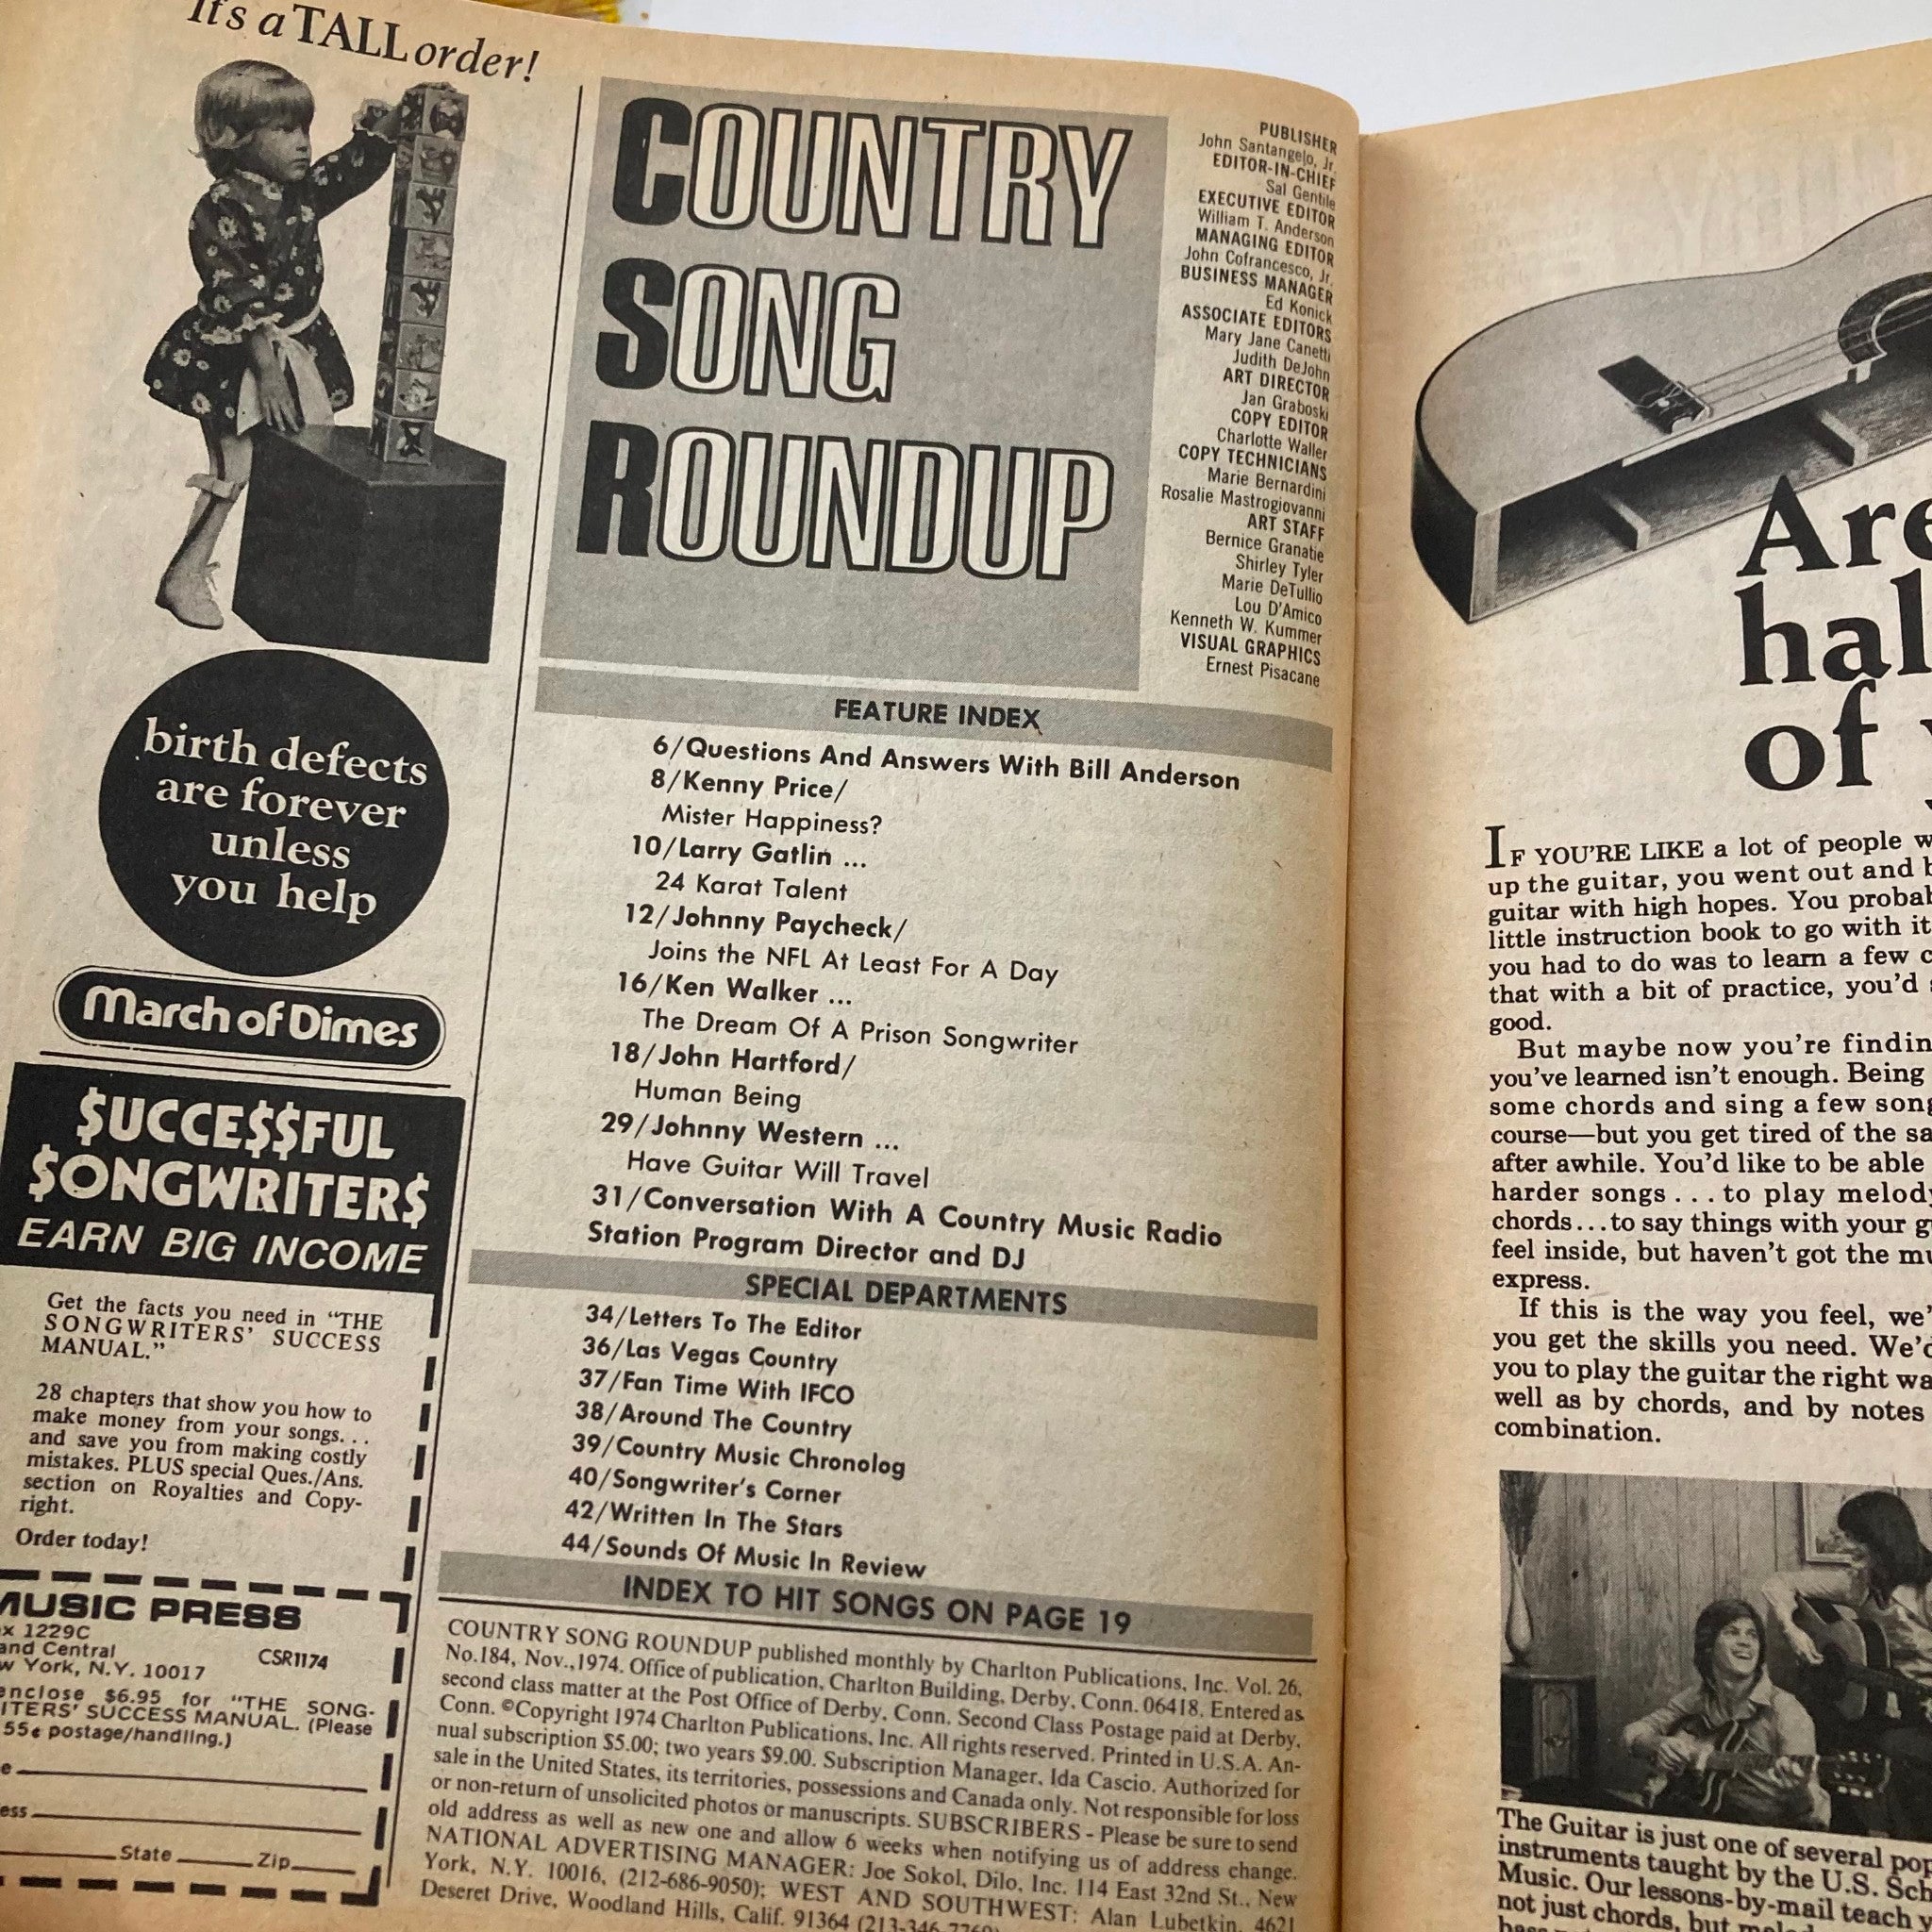 It's a TALL order!
birth defects
are forever
unless
you help
March of Dimes
$UCCE$$FUL
$ONGWRITER$
EARN BIG INCOME
Get the facts you need in "THE
SONGWRITERS' SUCCESS
MANUAL."
28 chapters that show you how to
make money from your songs...
and save you from making costly
mistakes. PLUS special Ques./Ans.
section on Royalties and Copy-
right.
Order today!
MUSIC PRESS
1229C
Central
York, N.Y. 10017
CSR1174
enclose $6.95 for "THE SONG-
SUCCESS MANUAL. (Please
55¢ postage/handling.)
State Zip
COUNTRY
SONG
ROUNDUP
PUBLISHER
John Santangelo, Jr.
EDITOR-IN-CHIEF
Sal Gentile
EXECUTIVE EDITOR
William T. Anderson
MANAGING EDITOR
John Cofrancesco, Jr.
BUSINESS MANAGER
Ed Konick
ASSOCIATE EDITORS
Mary Jane Canetti
Judith DeJohn
ART DIRECTOR
Jan Graboski
COPY EDITOR
Charlotte Waller
COPY TECHNICIANS
Marie Bernardini
Rosalie Mastrogiovanni
ART STAFF
Bernice Granatie
Shirley Tyler
Marie DeTullio
Lou D'Amico
Kenneth W. Kummer
VISUAL GRAPHICS
Ernest Pisacane
FEATURE INDEX
6/Questions And Answers With Bill Anderson
8/Kenny Price/
Mister Happiness?
10/Larry Gatlin ...
24 Karat Talent
12/Johnny Paycheck/
Joins the NFL At Least For A Day
16/Ken Walker ...
The Dream Of A Prison Songwriter
18/John Hartford/
Human Being
29/Johnny Western ...
Have Guitar Will Travel
31/Conversation With A Country Music Radio
Station Program Director and DJ
SPECIAL DEPARTMENTS
34/Letters To The Editor
36/Las Vegas Country
37/Fan Time With IFCO
38/Around The Country
39/Country Music Chronolog
40/Songwriter's Corner
42/Written In The Stars
44/Sounds Of Music In Review
INDEX TO HIT SONGS ON PAGE 19
COUNTRY SONG ROUNDUP published monthly by Charlton Publications, Inc. Vol. 26,
No.184, Nov.,1974. Office of publication, Charlton Building, Derby, Conn. 06418. Entered as
second class matter at the Post Office of Derby, Conn. Second Class Postage paid at Derby,
Conn. ©Copyright 1974 Charlton Publications, Inc. All rights reserved. Printed in U.S.A. An-
nual subscription $5.00; two years $9.00. Subscription Manager, Ida Cascio. Authorized for
sale in the United States, its territories, possessions and Canada only. Not responsible for loss
or non-return of unsolicited photos or manuscripts. SUBSCRIBERS - Please be sure to send
old address as well as new one and allow 6 weeks when notifying us of address change.
NATIONAL ADVERTISING MANAGER: Joe Sokol, Dilo, Inc. 114 East 32nd St., New
York, N.Y. 10016, (212-686-9050); WEST AND SOUTHWEST: Alan Lubetkin, 4621
Deseret Drive, Woodland Hills, Calif. 91364 (213-346-7760)
Are
hal
of
IF YOU'RE LIKE a lot of people
up the guitar, you went out and
guitar with high hopes. You
little instruction book to go with it
you had to do was to learn a few
that with a bit of practice, you'd
good.
But maybe now you're
you've learned isn't enough. Being
some chords and sing a few
course—but you get tired of the
after awhile. You'd like to be able
harder songs...to play
chords...to say things with your
feel inside, but haven't got the
express.
If this is the way you feel,
you get the skills you need.
you to play the guitar the right
well as by chords, and by notes
combination.
The Guitar is just one of several
instruments taught by the U.S.
Music. Our lessons-by-mail teach
not just chords, but